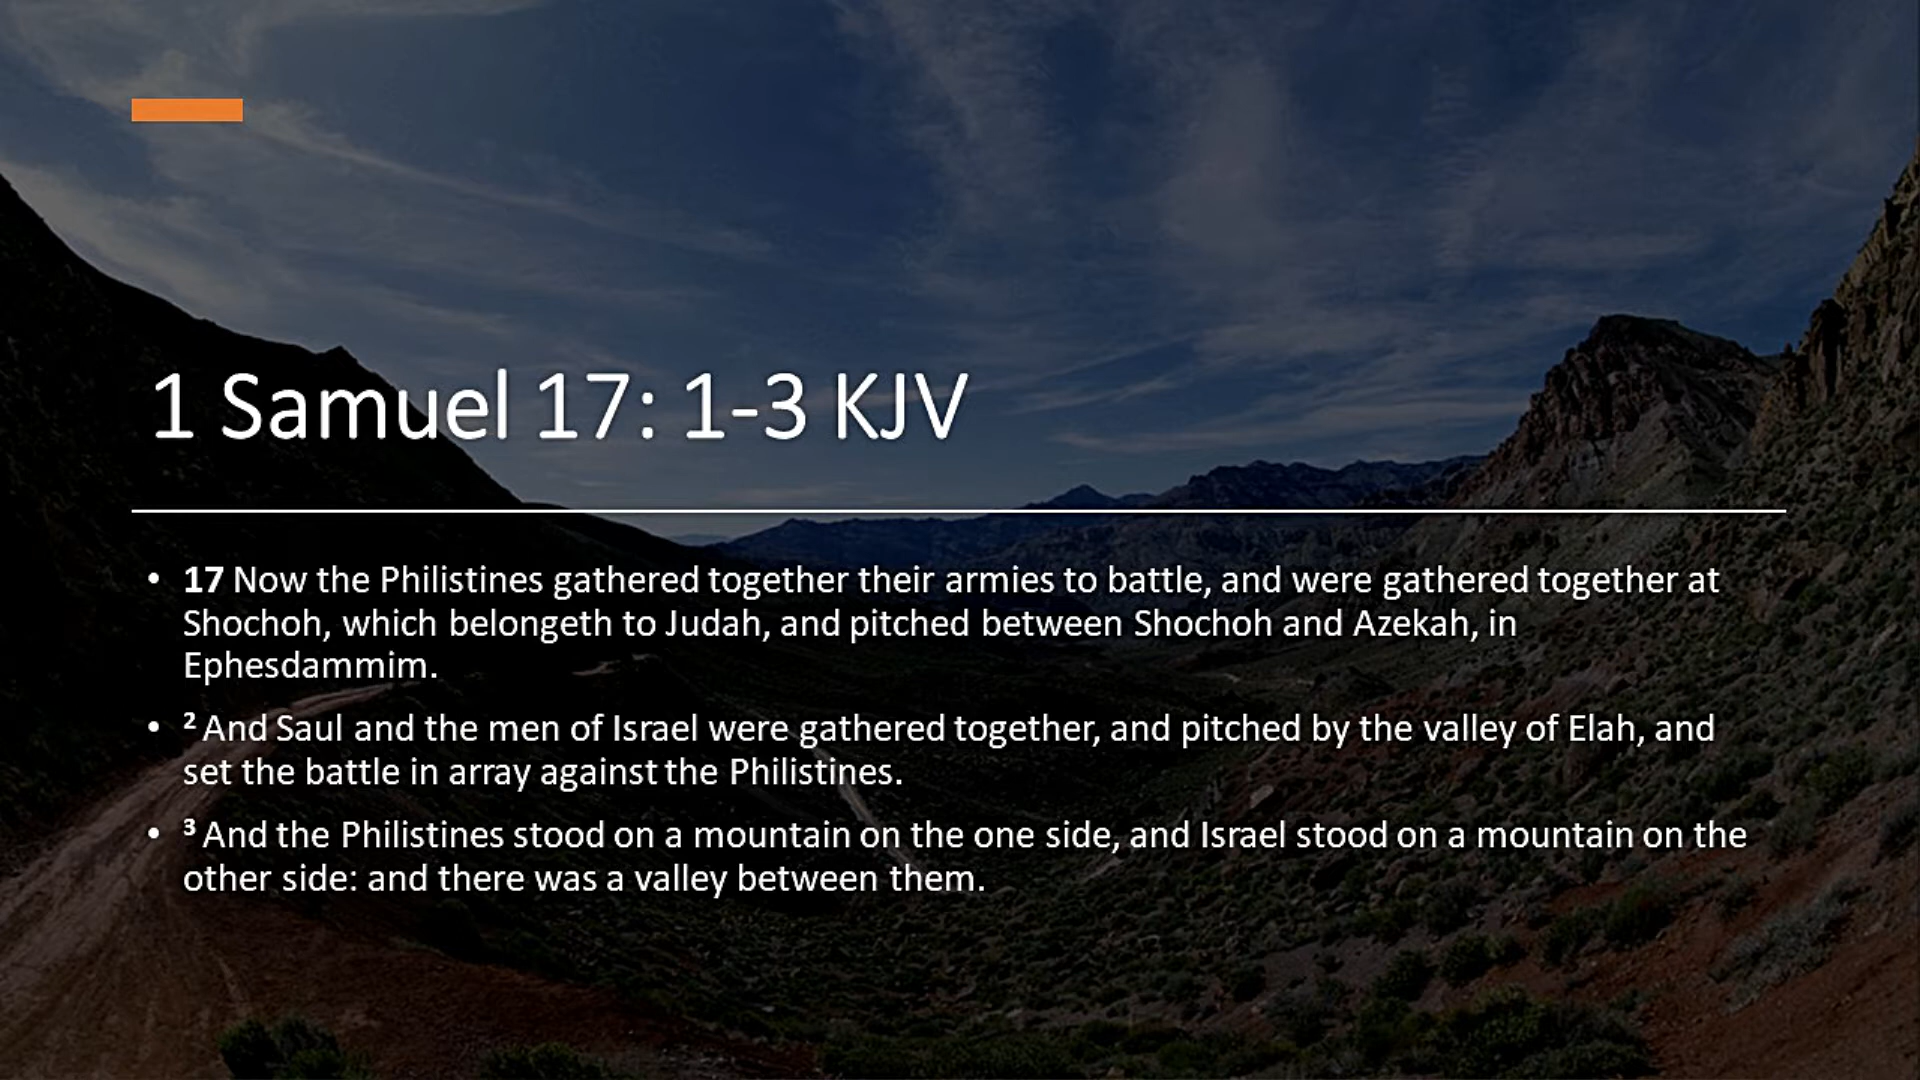 1 Samuel 17: 1-3 KJV
• 17 Now the Philistines gathered together their armies to battle, and were gathered together at
Shochoh, which belongeth to Judah, and pitched between Shochoh and Azekah, in
Ephesdammim.
• ² And Saul and the men of Israel were gathered together, and pitched by the valley of Elah, and
set the battle in array against the Philistines.
• ³ And the Philistines stood on a mountain on the one side, and Israel stood on a mountain on the
other side: and there was a valley between them.